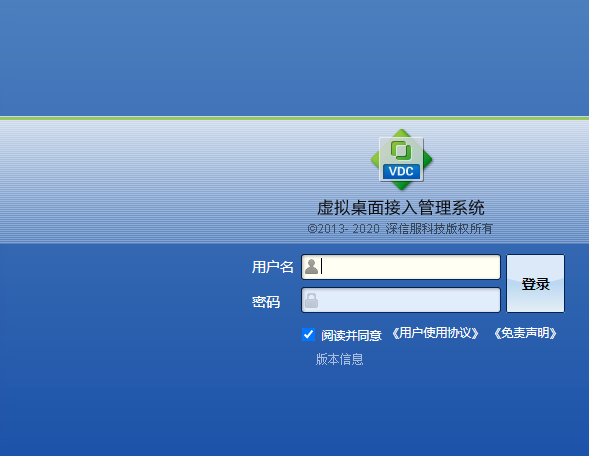 VDC
虚拟桌面接入管理系统
©2013- 2020 深信服科技版权所有
用户名
登录
密码
阅读并同意 《用户使用协议》 《免责声明》
版本信息